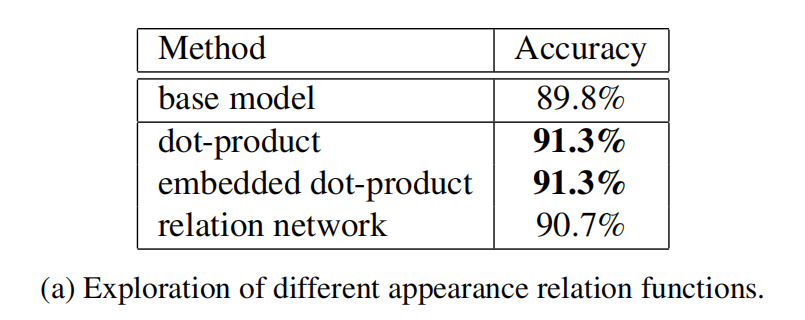 Method Accuracy
base model 89.8%
dot-product 91.3%
embedded dot-product 91.3%
relation network 90.7%
(a) Exploration of different appearance relation functions.